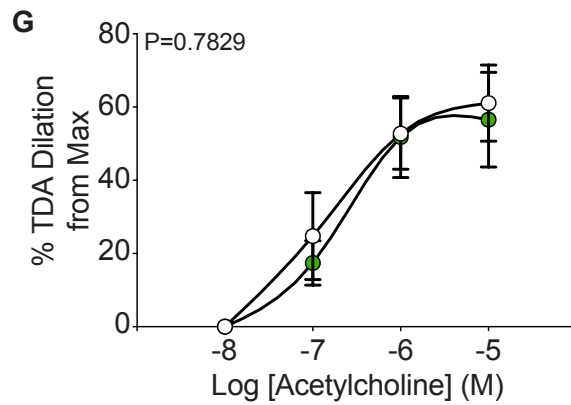 G
P=0.7829
80
60
40
20
0
% TDA Dilation
from Max
-8 -7 -6 -5
Log [Acetylcholine] (M)